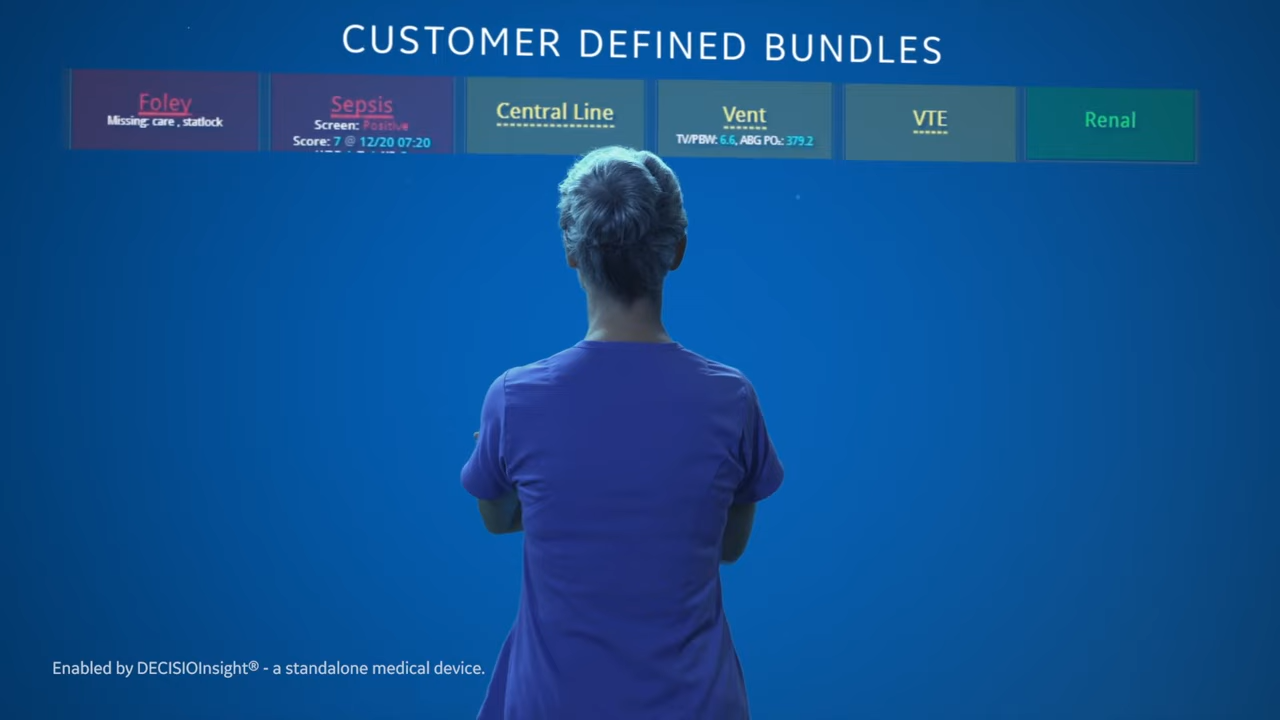 CUSTOMER DEFINED BUNDLES
Foley
Missing: care , statlock
Sepsis
Screen: Positive
Score: 7 @ 12/20 07:20
Central Line
Vent
TV/PBW: 6.6, ABG PO₂: 379.2
VTE
Renal
Enabled by DECISIOInsight® - a standalone medical device.